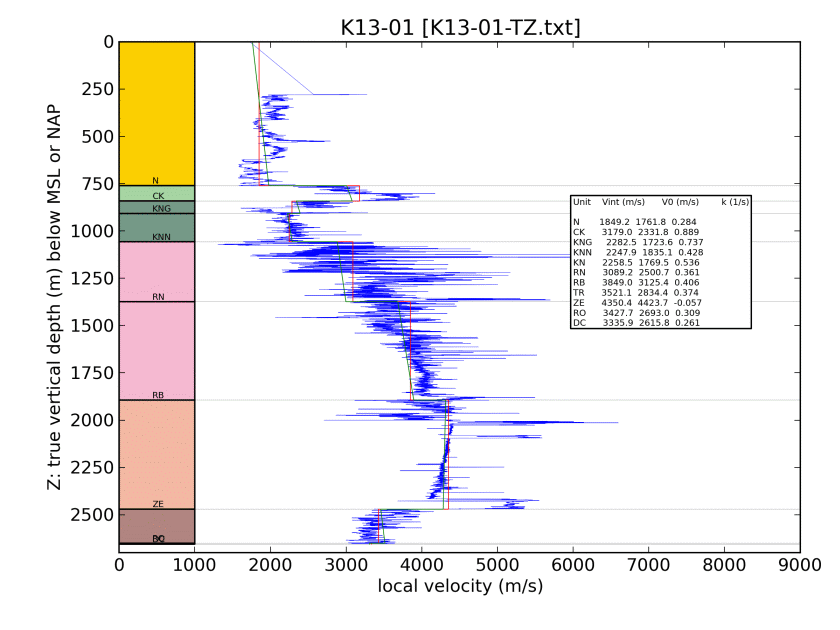 K13-01 [K13-01-TZ.txt]
Z: true vertical depth (m) below MSL or NAP
0
250
500
750
1000
1250
1500
1750
2000
2250
2500
N
CK
KNG
KNN
RN
RB
ZE
Unit Vint (m/s) V0 (m/s) k (1/s)
N 1849.2 1761.8 0.284
CK 3179.0 2331.8 0.889
KNG 2282.5 1723.6 0.737
KNN 2247.9 1835.1 0.428
KN 2258.5 1769.5 0.536
RN 3089.2 2500.7 0.361
RB 3849.0 3125.4 0.406
TR 3521.1 2834.4 0.374
ZE 4350.4 4423.7 -0.057
RO 3427.7 2693.0 0.309
DC 3335.9 2615.8 0.261
0 1000 2000 3000 4000 5000 6000 7000 8000 9000
local velocity (m/s)